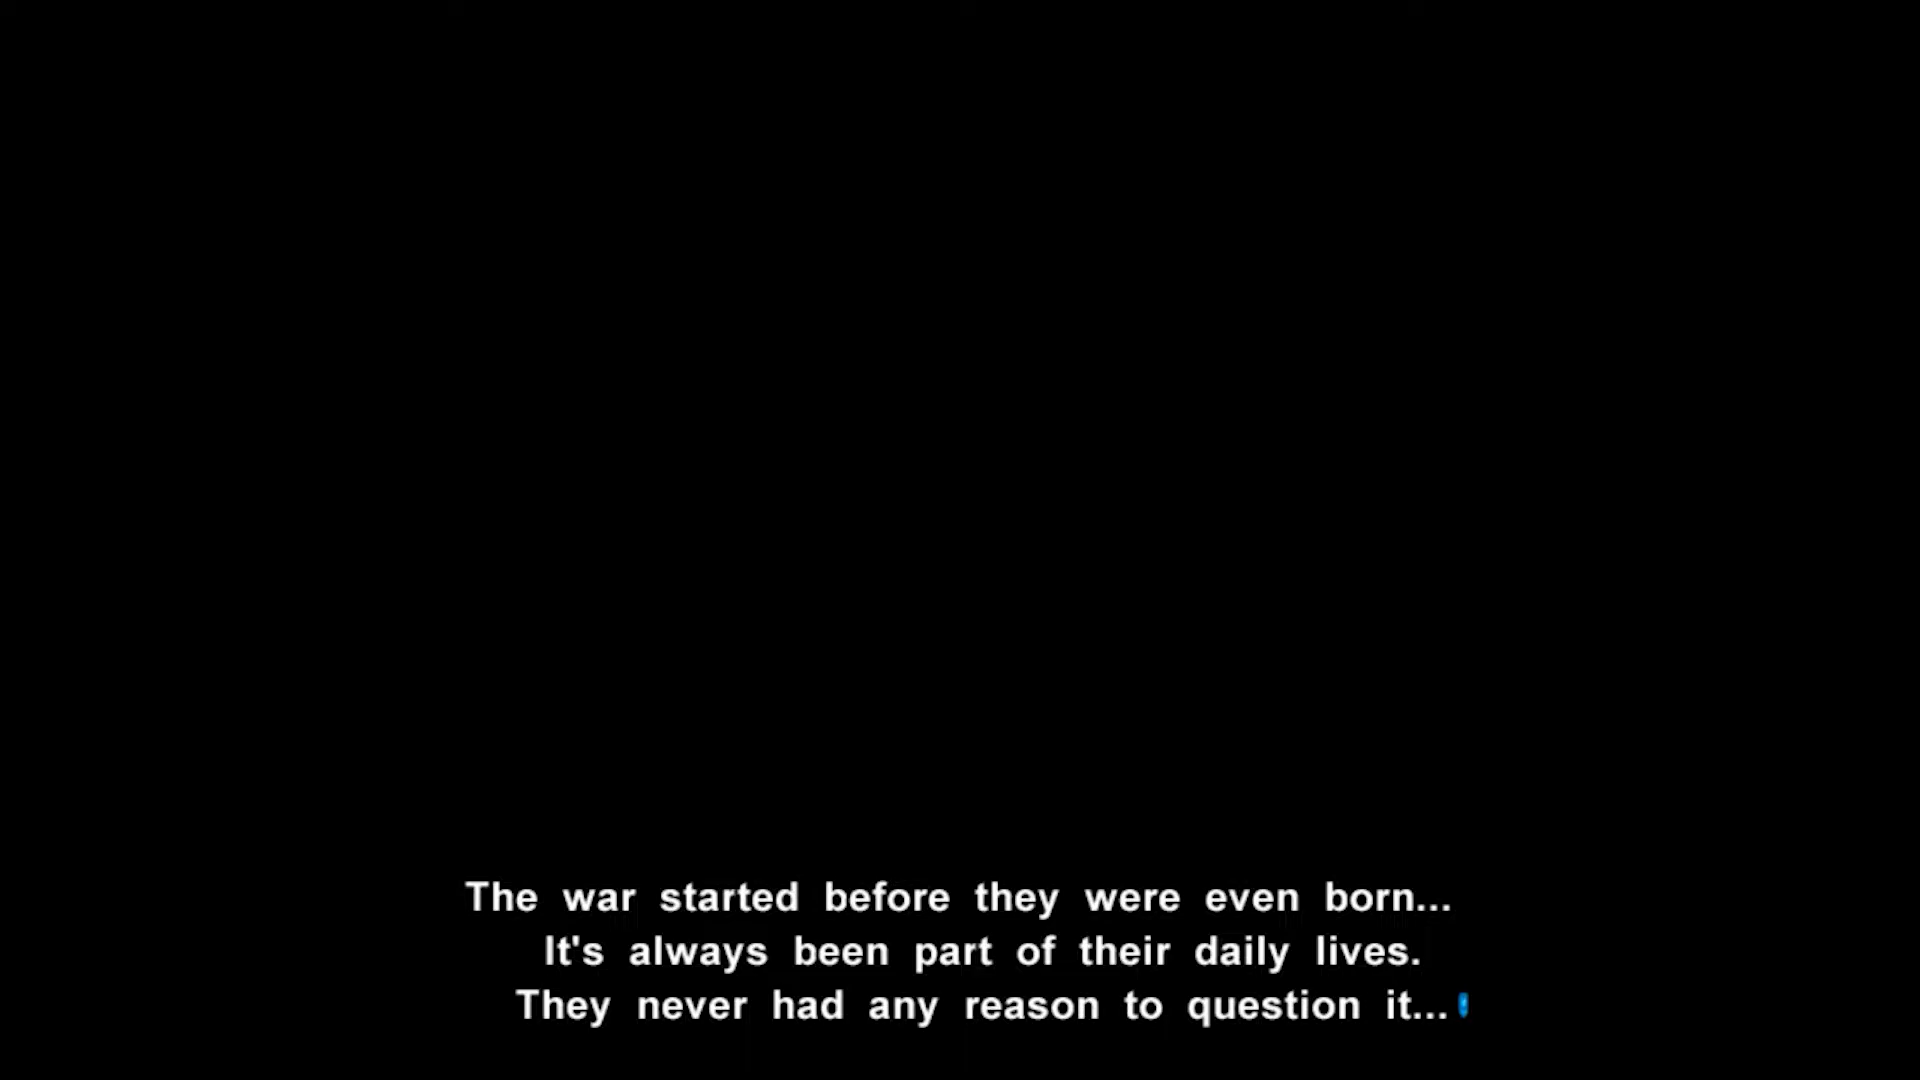 The war started before they were even born...
It's always been part of their daily lives.
They never had any reason to question it...